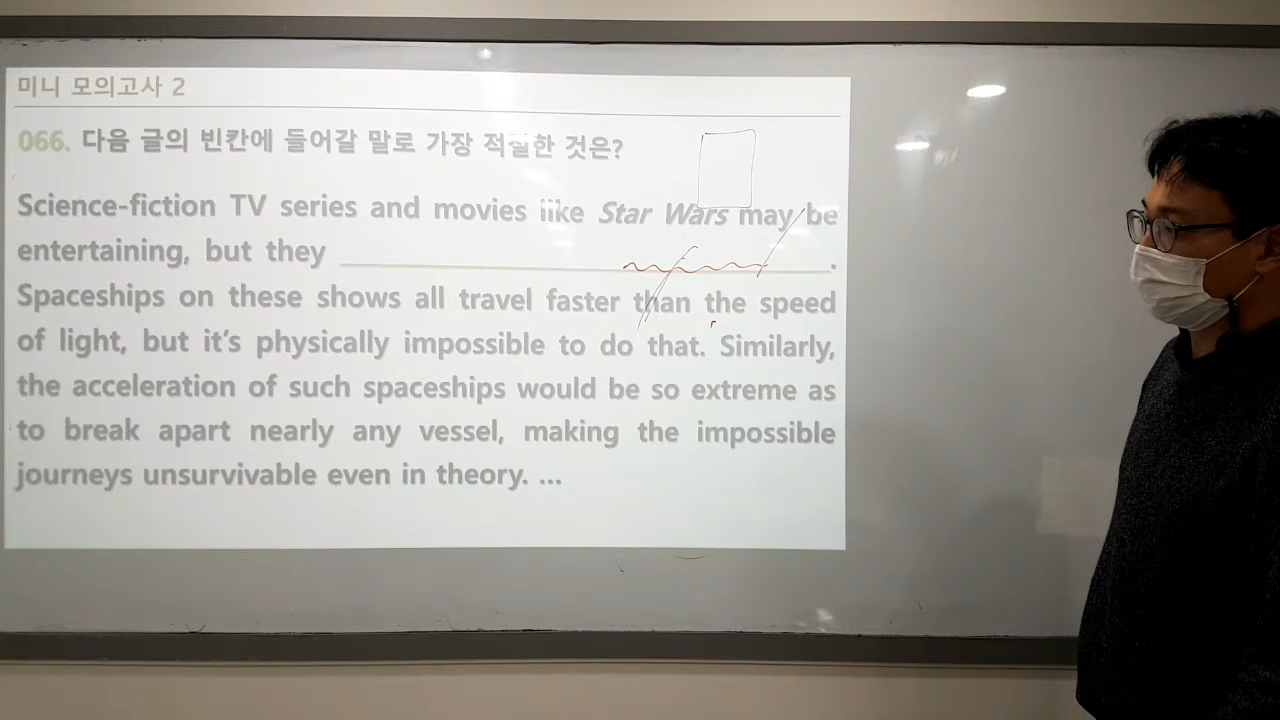 미니 모의고사 2
066. 다음 글의 빈칸에 들어갈 말로 가장 적절한 것은?
Science-fiction TV series and movies like Star Wars may be
entertaining, but they ____________________.
Spaceships on these shows all travel faster than the speed
of light, but it's physically impossible to do that. Similarly,
the acceleration of such spaceships would be so extreme as
to break apart nearly any vessel, making the impossible
journeys unsurvivable even in theory. ...